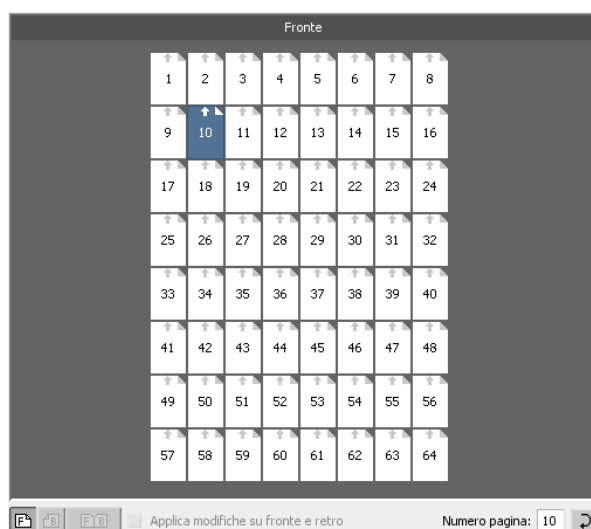 Fronte
1 2 3 4 5 6 7 8
9 10 11 12 13 14 15 16
17 18 19 20 21 22 23 24
25 26 27 28 29 30 31 32
33 34 35 36 37 38 39 40
41 42 43 44 45 46 47 48
49 50 51 52 53 54 55 56
57 58 59 60 61 62 63 64
F B F B Applica modifiche su fronte e retro Numero pagina: 10